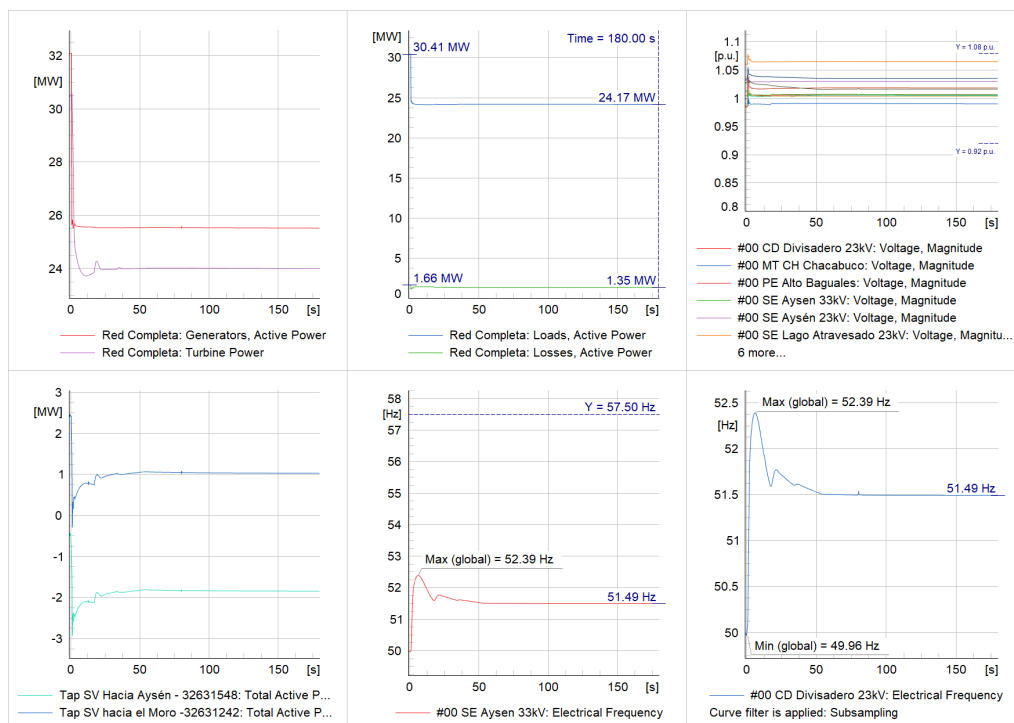 32
[MW]
30
28
26
24
0
50
100
150
[s]
Red Completa: Generators, Active Power
Red Completa: Turbine Power
[MW]
30.41 MW
Time = 180.00 s
30
25
24.17 MW
20
15
10
5
1.66 MW
1.35 MW
0
0
50
100
150
[s]
Red Completa: Loads, Active Power
Red Completa: Losses, Active Power
1.1
[p.u.]
Y = 1.08 p.u.
1.05
1
0.95
Y = 0.92 p.u.
0.9
0.85
0.8
0
50
100
150
[s]
#00 CD Divisadero 23kV: Voltage, Magnitude
#00 MT CH Chacabuco: Voltage, Magnitude
#00 PE Alto Baguales: Voltage, Magnitude
#00 SE Aysen 33kV: Voltage, Magnitude
#00 SE Aysén 23kV: Voltage, Magnitude
#00 SE Lago Atravesado 23kV: Voltage, Magnitu...
6 more...
3
[MW]
2
1
0
-1
-2
-3
0
50
100
150
[s]
Tap SV Hacia Aysén - 32631548: Total Active P...
Tap SV hacia el Moro -32631242: Total Active P...
58
[Hz]
Y = 57.50 Hz
57
56
55
54
53
Max (global) = 52.39 Hz
52
51.49 Hz
51
50
0
50
100
150
[s]
#00 SE Aysen 33kV: Electrical Frequency
52.5
Max (global) = 52.39 Hz
[Hz]
52
51.5
51.49 Hz
51
50.5
50
Min (global) = 49.96 Hz
0
50
100
150
[s]
#00 CD Divisadero 23kV: Electrical Frequency
Curve filter is applied: Subsampling